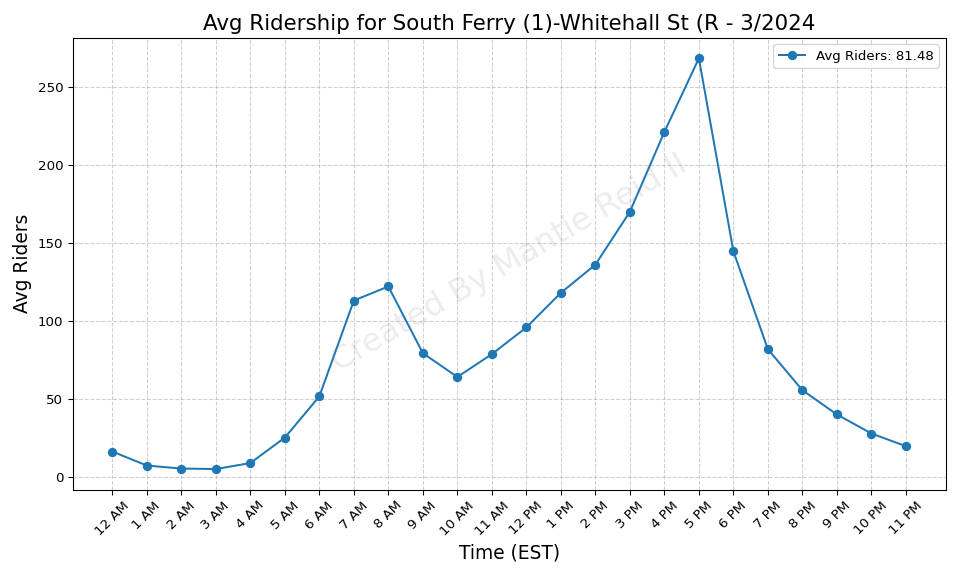 Avg Ridership for South Ferry (1)-Whitehall St (R - 3/2024
Avg Riders: 81.48
Avg Riders
250
200
150
100
50
0
Created By Mantie Reid II
12 AM
1 AM
2 AM
3 AM
4 AM
5 AM
6 AM
7 AM
8 AM
9 AM
10 AM
11 AM
12 PM
1 PM
2 PM
3 PM
4 PM
5 PM
6 PM
7 PM
8 PM
9 PM
10 PM
11 PM
Time (EST)